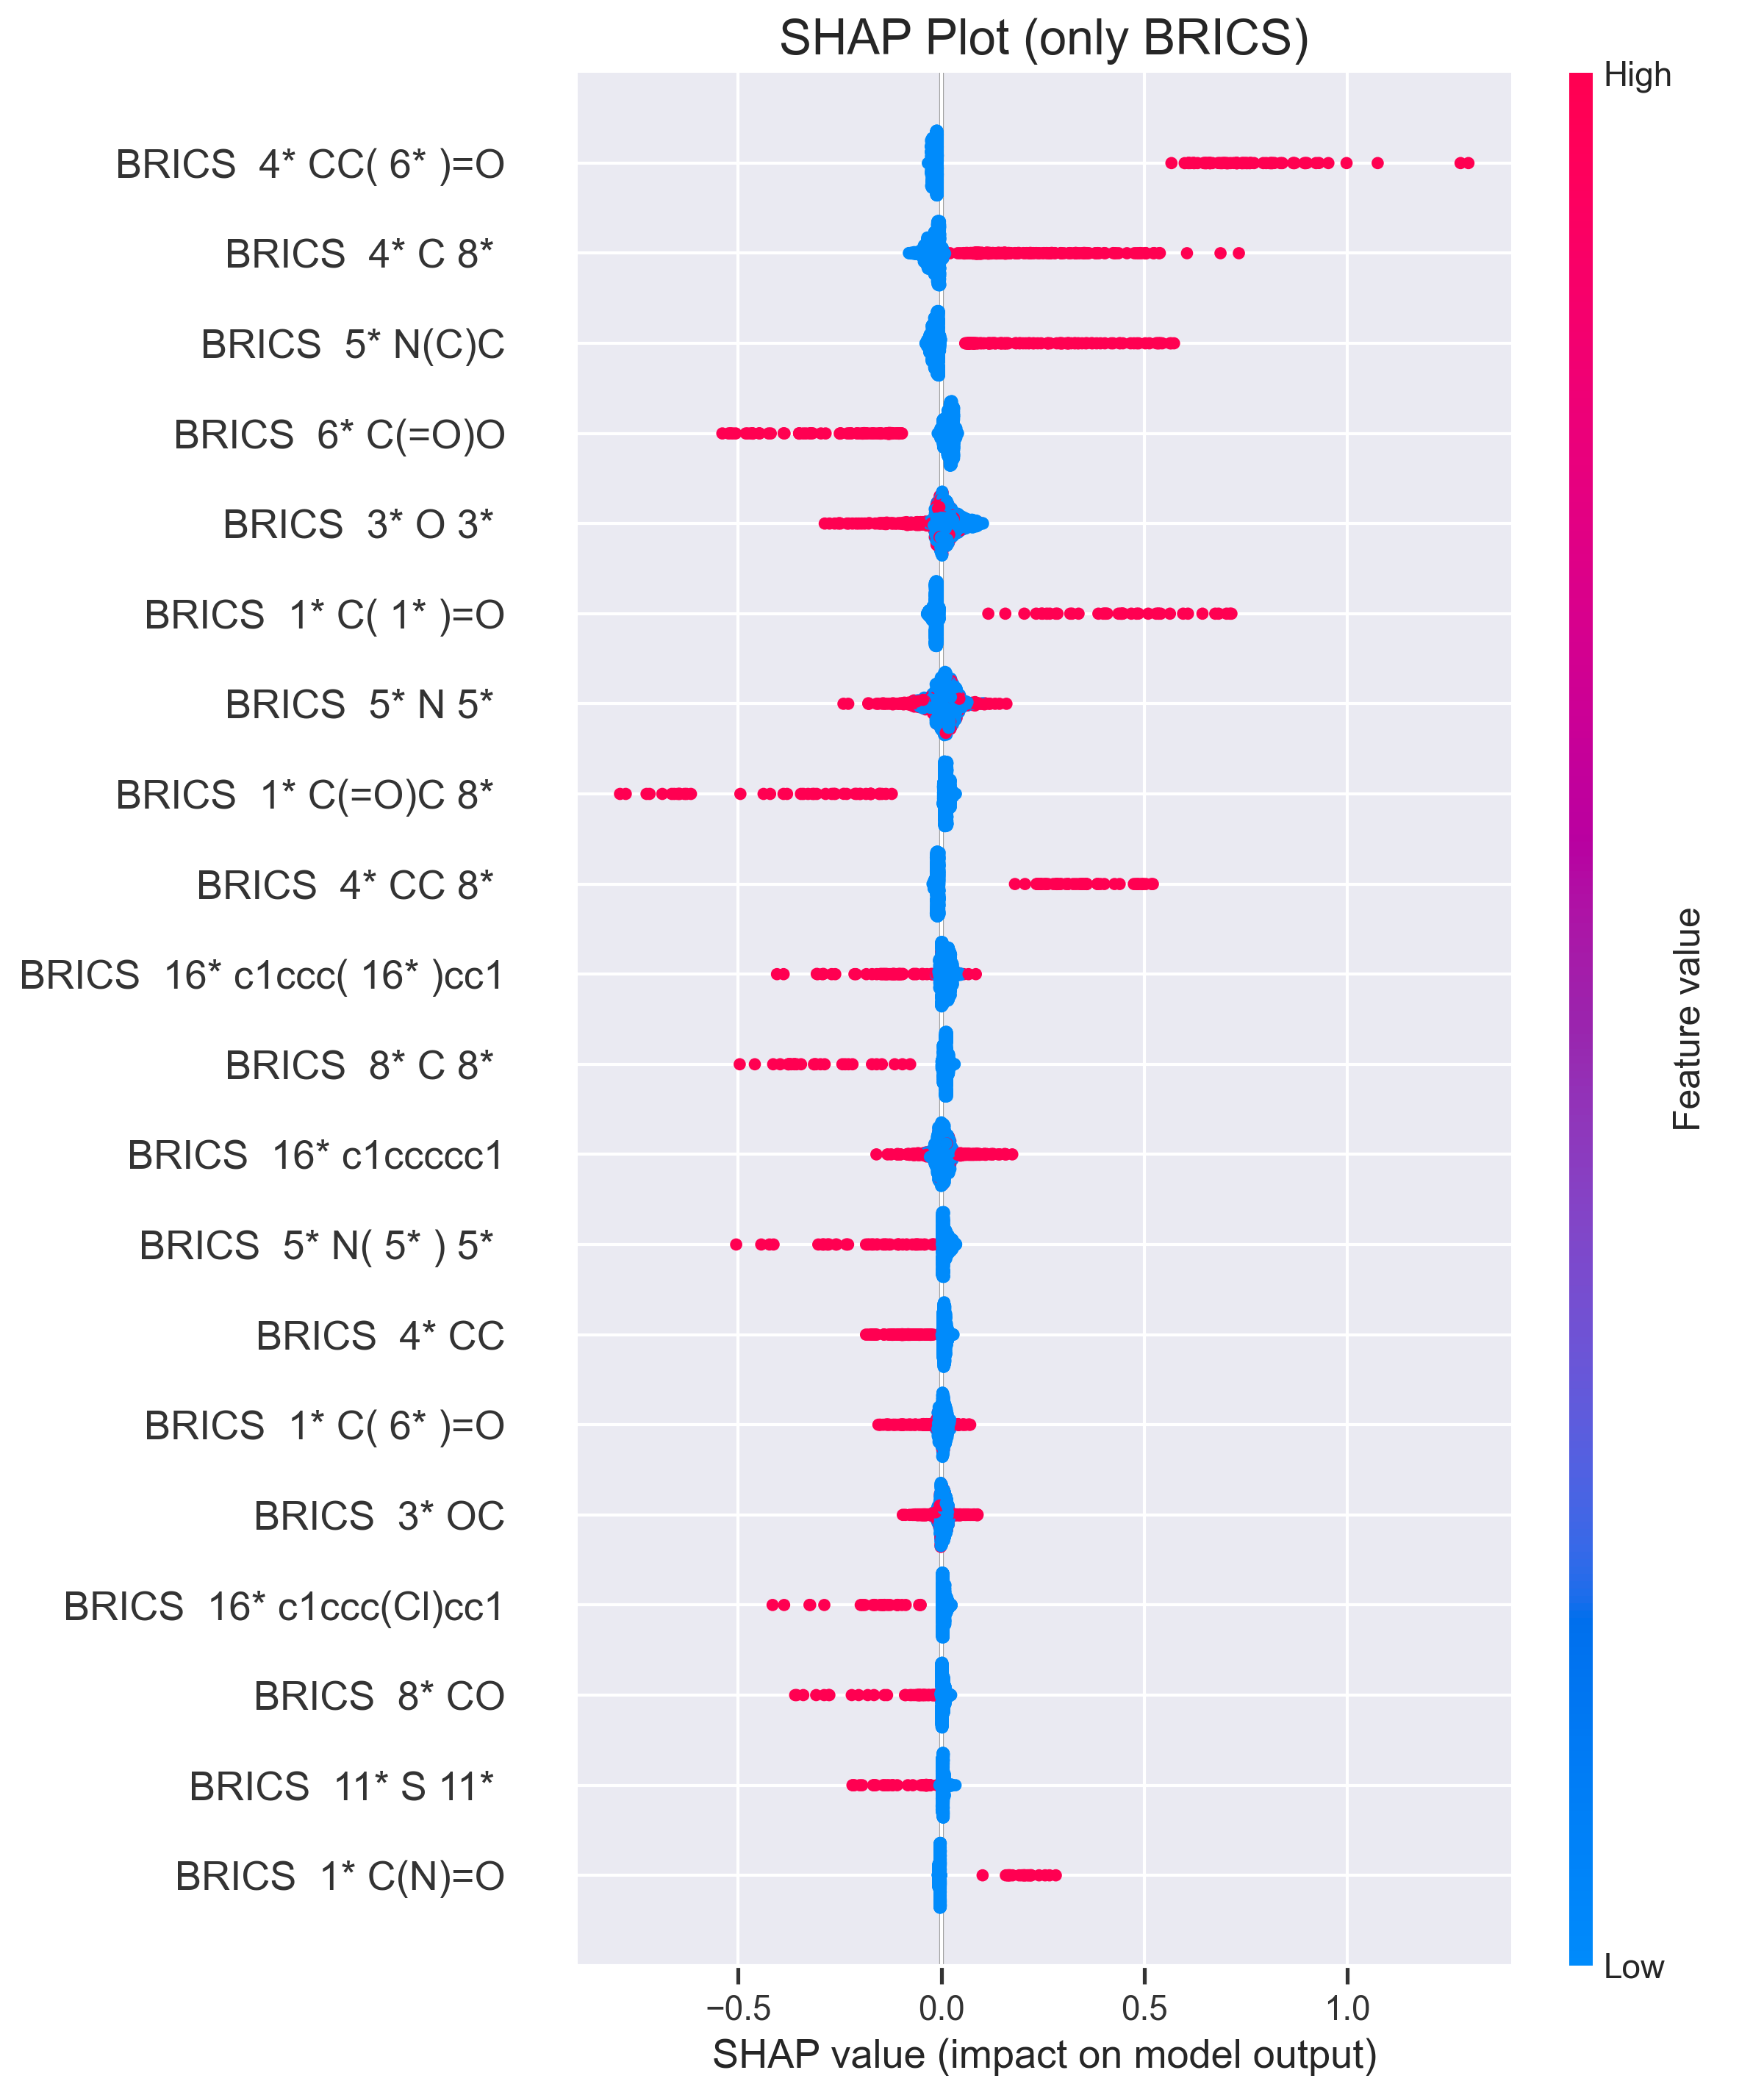 SHAP Plot (only BRICS)
High
BRICS  4* CC( 6* )=O
BRICS  4* C 8*
BRICS  5* N(C)C
BRICS  6* C(=O)O
BRICS  3* O 3*
BRICS  1* C( 1* )=O
BRICS  5* N 5*
BRICS  1* C(=O)C 8*
BRICS  4* CC 8*
BRICS  16* c1ccc( 16* )cc1
BRICS  8* C 8*
BRICS  16* c1ccccc1
BRICS  5* N( 5* ) 5*
BRICS  4* CC
BRICS  1* C( 6* )=O
BRICS  3* OC
BRICS  16* c1ccc(Cl)cc1
BRICS  8* CO
BRICS  11* S 11*
BRICS  1* C(N)=O
Feature value
Low
−0.5 0.0 0.5 1.0
SHAP value (impact on model output)